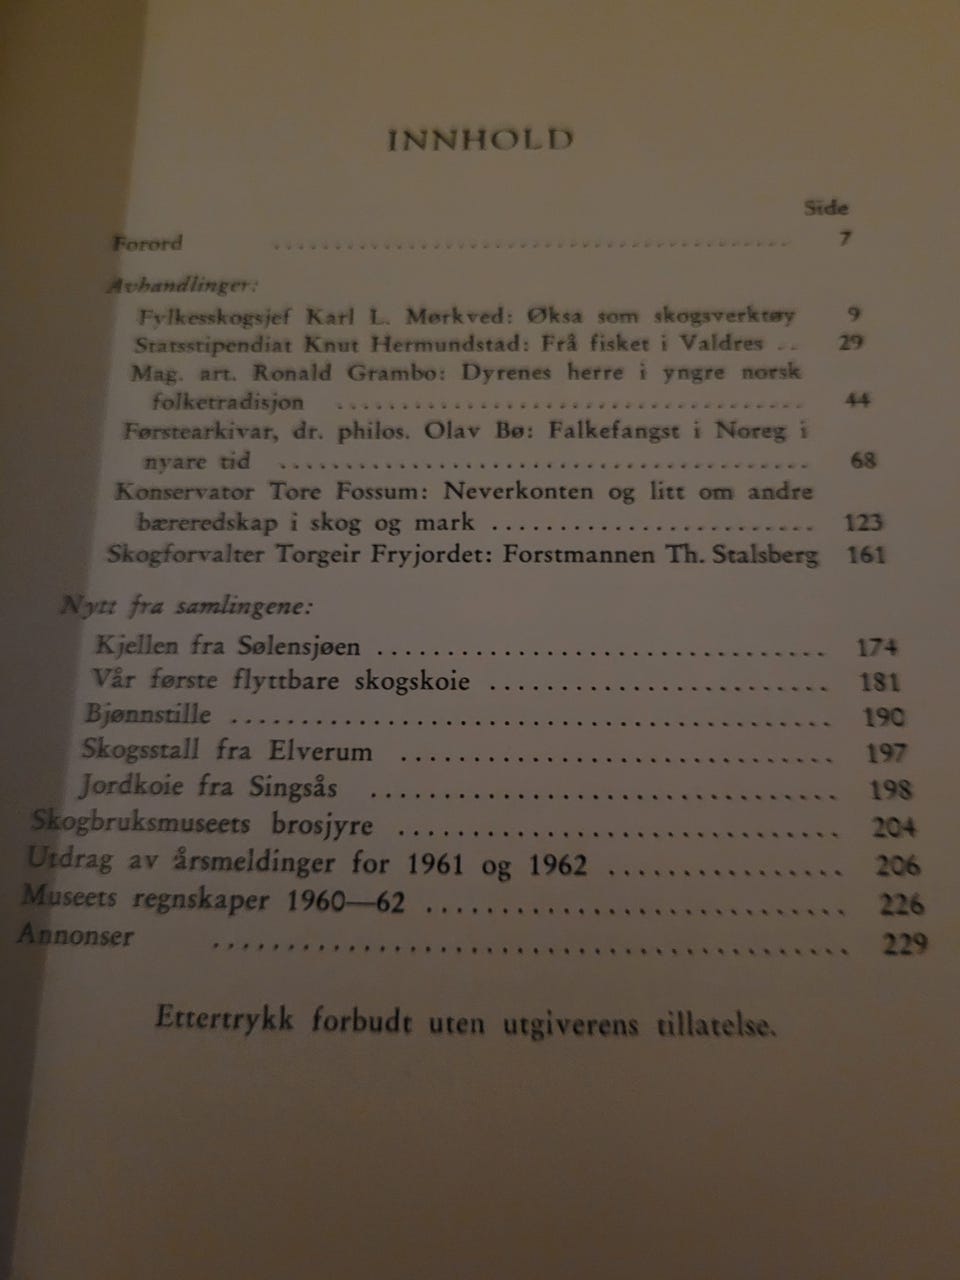 INNHOLD
Side
Forord ........................................ 7
Avhandlinger:
Fylkesskogsjef Karl L. Mørkved: Øksa som skogsverktøy 9
Statsstipendiat Knut Hermundstad: Frå fisket i Valdres .. 29
Mag. art. Ronald Grambo: Dyrenes herre i yngre norsk
folketradisjon ................................ 44
Førstearkivar, dr. philos. Olav Bø: Falkefangst i Noreg i
nyare tid .................................... 68
Konservator Tore Fossum: Neverkonten og litt om andre
bæreredskap i skog og mark ....................... 123
Skogforvalter Torgeir Fryjordet: Forstmannen Th. Stalsberg 161
Nytt fra samlingene:
Kjellen fra Sølensjøen ................................ 174
Vår første flyttbare skogskoie ........................ 181
Bjønnstille .......................................... 190
Skogsstall fra Elverum .............................. 197
Jordkoie fra Singsås ................................ 198
Skogbruksmuseets brosjyre .............................. 204
Utdrag av årsmeldinger for 1961 og 1962 ................ 206
Museets regnskaper 1960—62 ............................ 226
Annonser .......................................... 229
Ettertrykk forbudt uten utgiverens tillatelse.